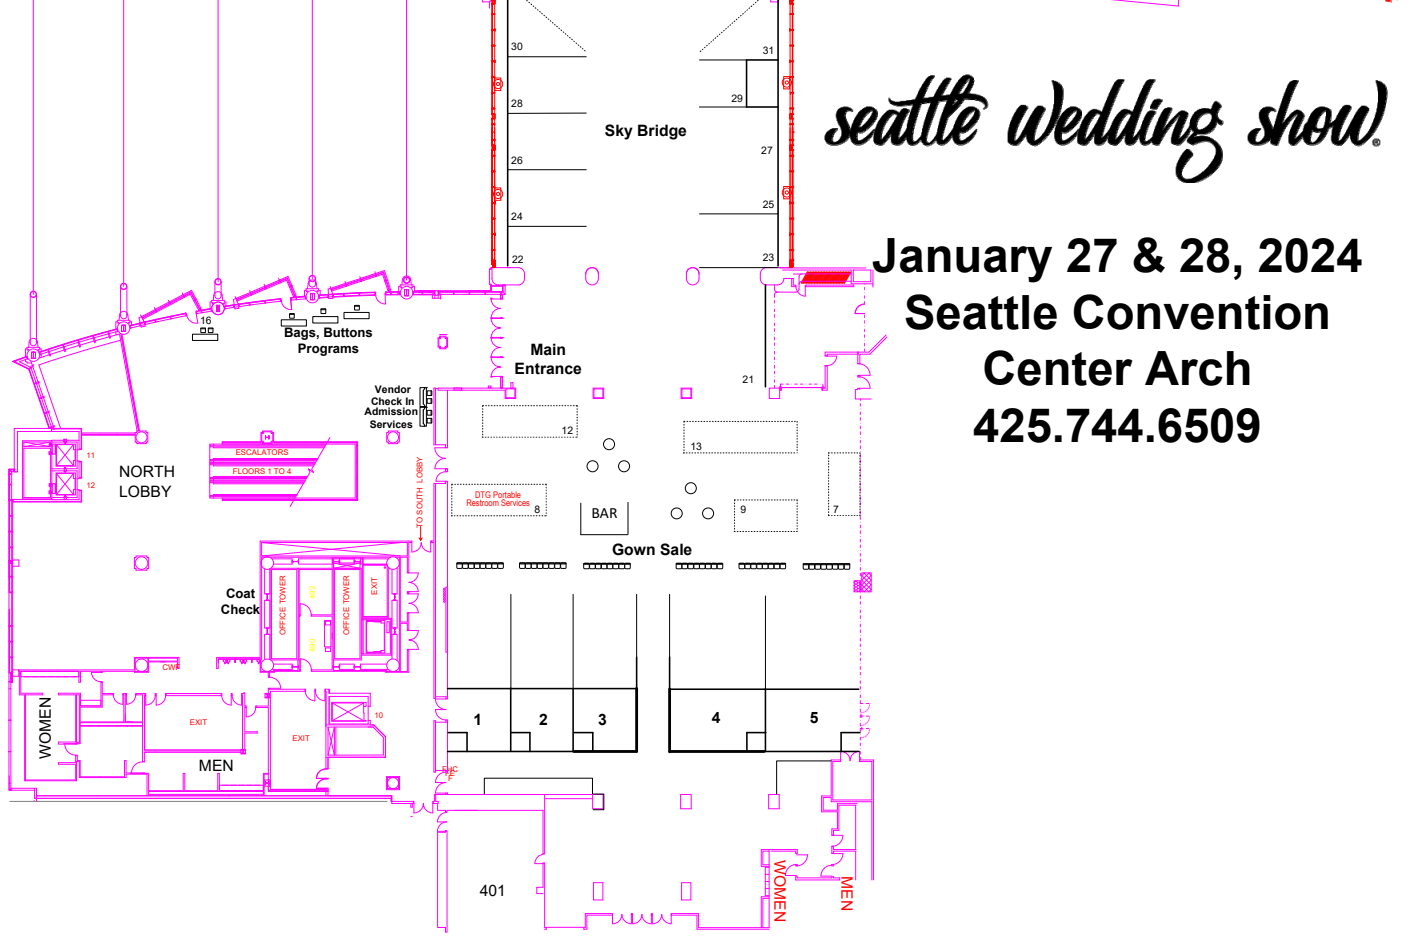 30
31
29
28
Sky Bridge
27
26
25
24
23
22
seattle wedding show®
January 27 & 28, 2024
Seattle Convention
Center Arch
425.744.6509
16
Bags, Buttons
Programs
Main
Entrance
21
Vendor
Check In
Admission
Services
12
13
ESCALATORS
FLOORS 1 TO 4
11
12
NORTH
LOBBY
TO SOUTH LOBBY
DTG Portable
Restroom Services
8
BAR
9
7
Gown Sale
Coat
Check
OFFICE TOWER
OFFICE TOWER
EXIT
CWF
WOMEN
EXIT
EXIT
10
MEN
1
2
3
4
5
401
WOMEN
MEN